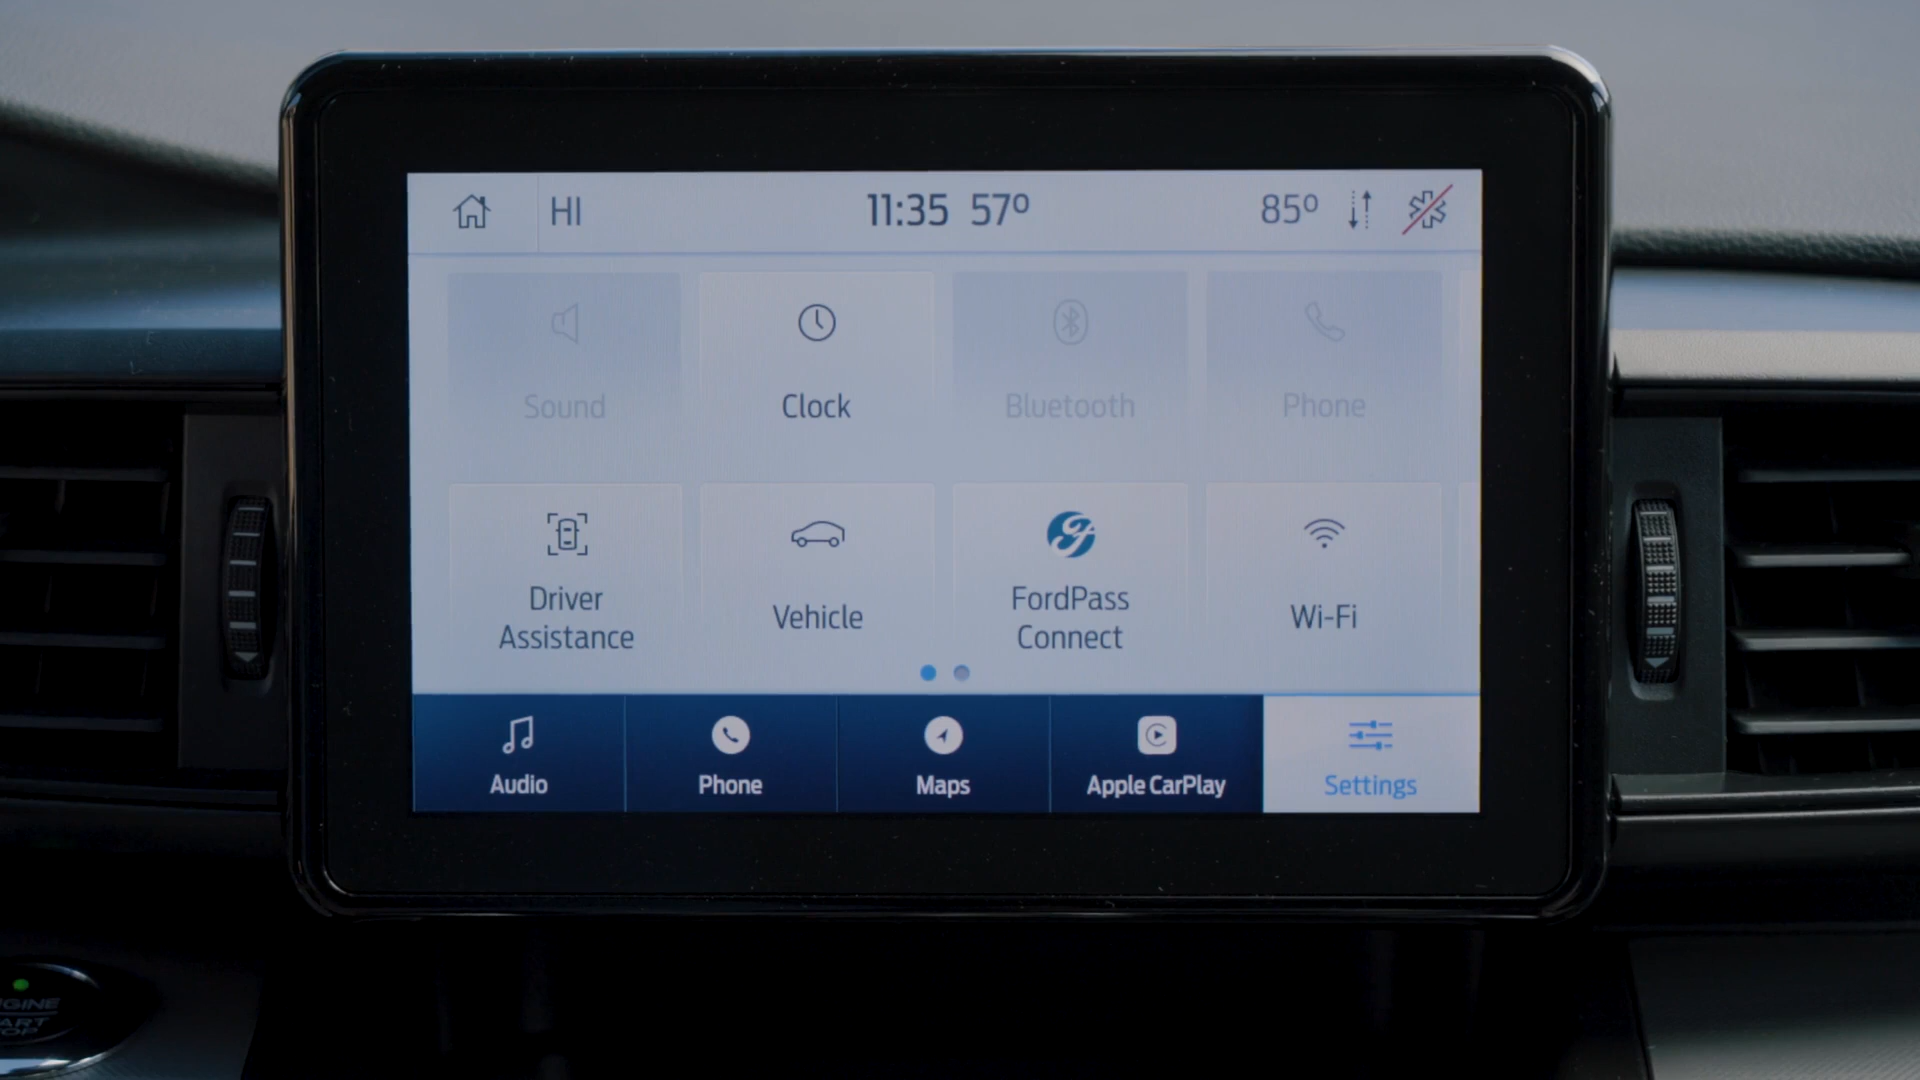 HI 11:35 57° 85°
Sound Clock Bluetooth Phone
Driver Assistance
Vehicle
FordPass Connect
Wi-Fi
Audio Phone Maps Apple CarPlay Settings